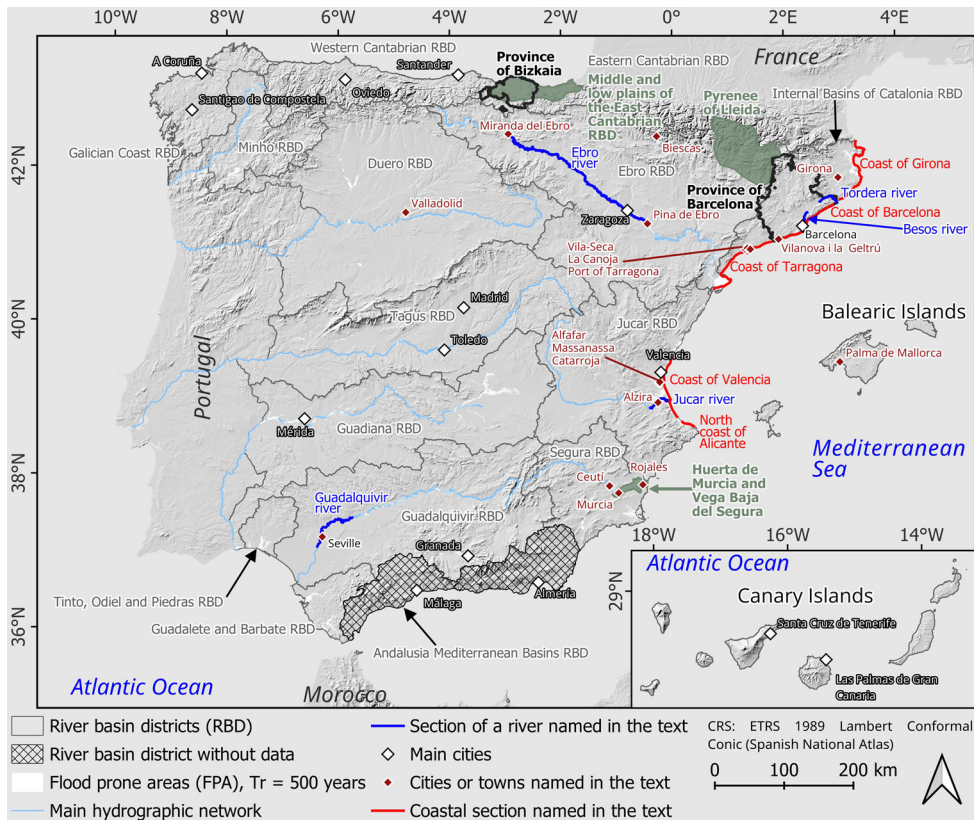 10°W 8°W 6°W 4°W 2°W 0° 2°E 4°E
Western Cantabrian RBD
A Coruña
Santander
Province
of Bizkaia
Eastern Cantabrian RBD
France
Oviedo
Santigao de Compostela
Middle and
low plains of
the East
Cantabrian
RBD
Pyrenee
of Lleida
Internal Basins of Catalonia RBD
Miranda del Ebro
Biescas
Galician Coast RBD
Minho RBD
42°N
Duero RBD
Ebro
river
Ebro RBD
Girona
Coast of Girona
Province of
Barcelona
Tordera river
Valladolid
Zaragoza
Pina de Ebro
Coast of Barcelona
Besos river
Barcelona
Vila-Seca
La Canoja
Port of Tarragona
Vilanova i la Geltrú
Coast of Tarragona
Madrid
Tagus RBD
40°N
Jucar RBD
Balearic Islands
Toledo
Alfafar
Massanassa
Catarroja
Valencia
Palma de Mallorca
Portugal
Coast of Valencia
Alzira
Jucar river
Mérida
Guadiana RBD
North
coast of
Alicante
Mediterranean
Sea
38°N
Segura RBD
Rojales
Ceutí
Murcia
Huerta de
Murcia and
Vega Baja
del Segura
Guadalquivir
river
Guadalquivir RBD
Seville
Granada
18°W 16°W 14°W
Atlantic Ocean
29°N
Tinto, Odiel and Piedras RBD
Málaga
Almería
Canary Islands
Santa Cruz de Tenerife
Guadalete and Barbate RBD
36°N
Andalusia Mediterranean Basins RBD
Las Palmas de Gran
Canaria
Atlantic Ocean
Morocco
River basin districts (RBD)
River basin district without data
Flood prone areas (FPA), Tr = 500 years
Main hydrographic network
Section of a river named in the text
Main cities
Cities or towns named in the text
Coastal section named in the text
CRS: ETRS 1989 Lambert Conformal
Conic (Spanish National Atlas)
0 100 200 km